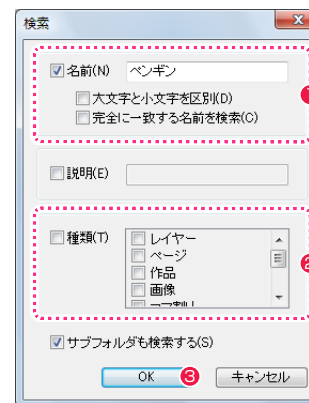 検索
名前(N) ペンギン
大文字と小文字を区別(D)
完全に一致する名前を検索(C)
説明(E)
種類(T)
レイヤー
ページ
作品
画像
サブフォルダも検索する(S)
OK 3 キャンセル